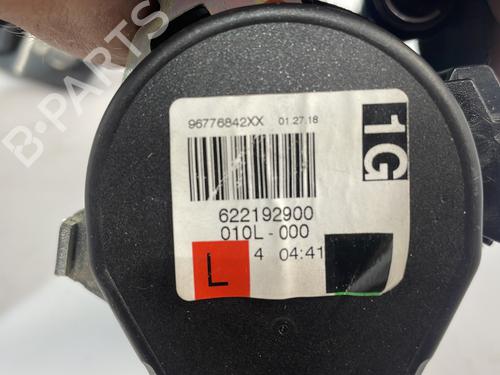 B-PARTS
96776842XX 01.27.18
1G
622192900
010L-000
L 4 04:41